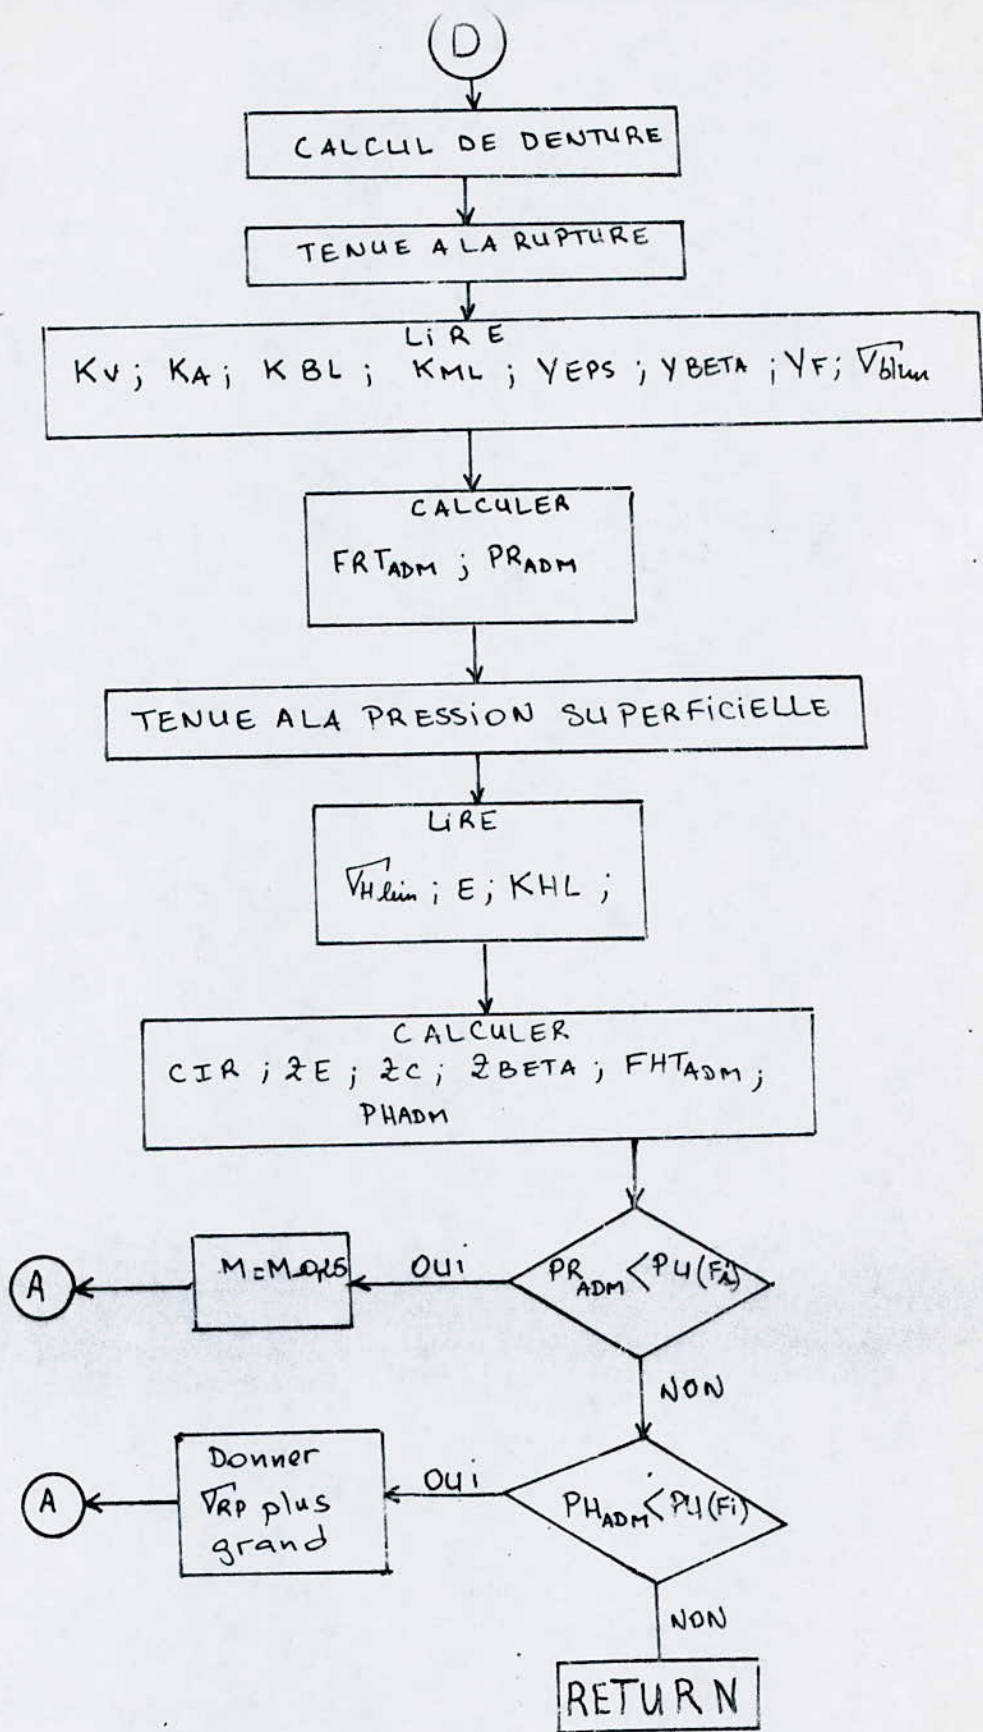 D
CALCUL DE DENTURE
TENUE A LA RUPTURE
LiRE
KV; KA; KBL; KML; YEPS; YBETA; YF; σblim
CALCULER
FRTADM; PRADM
TENUE A LA PRESSION SUPERFiCiELLE
LiRE
σHlim; E; KHL;
CALCULER
CIR; ZE; ZC; ZBETA; FHTADM;
PHADM
PRADM < P4(Fi)
OUi
M=M-0,25
A
NON
PHADM < P4(Fi)
OUi
Donner
σRP plus
grand
A
NON
RETURN